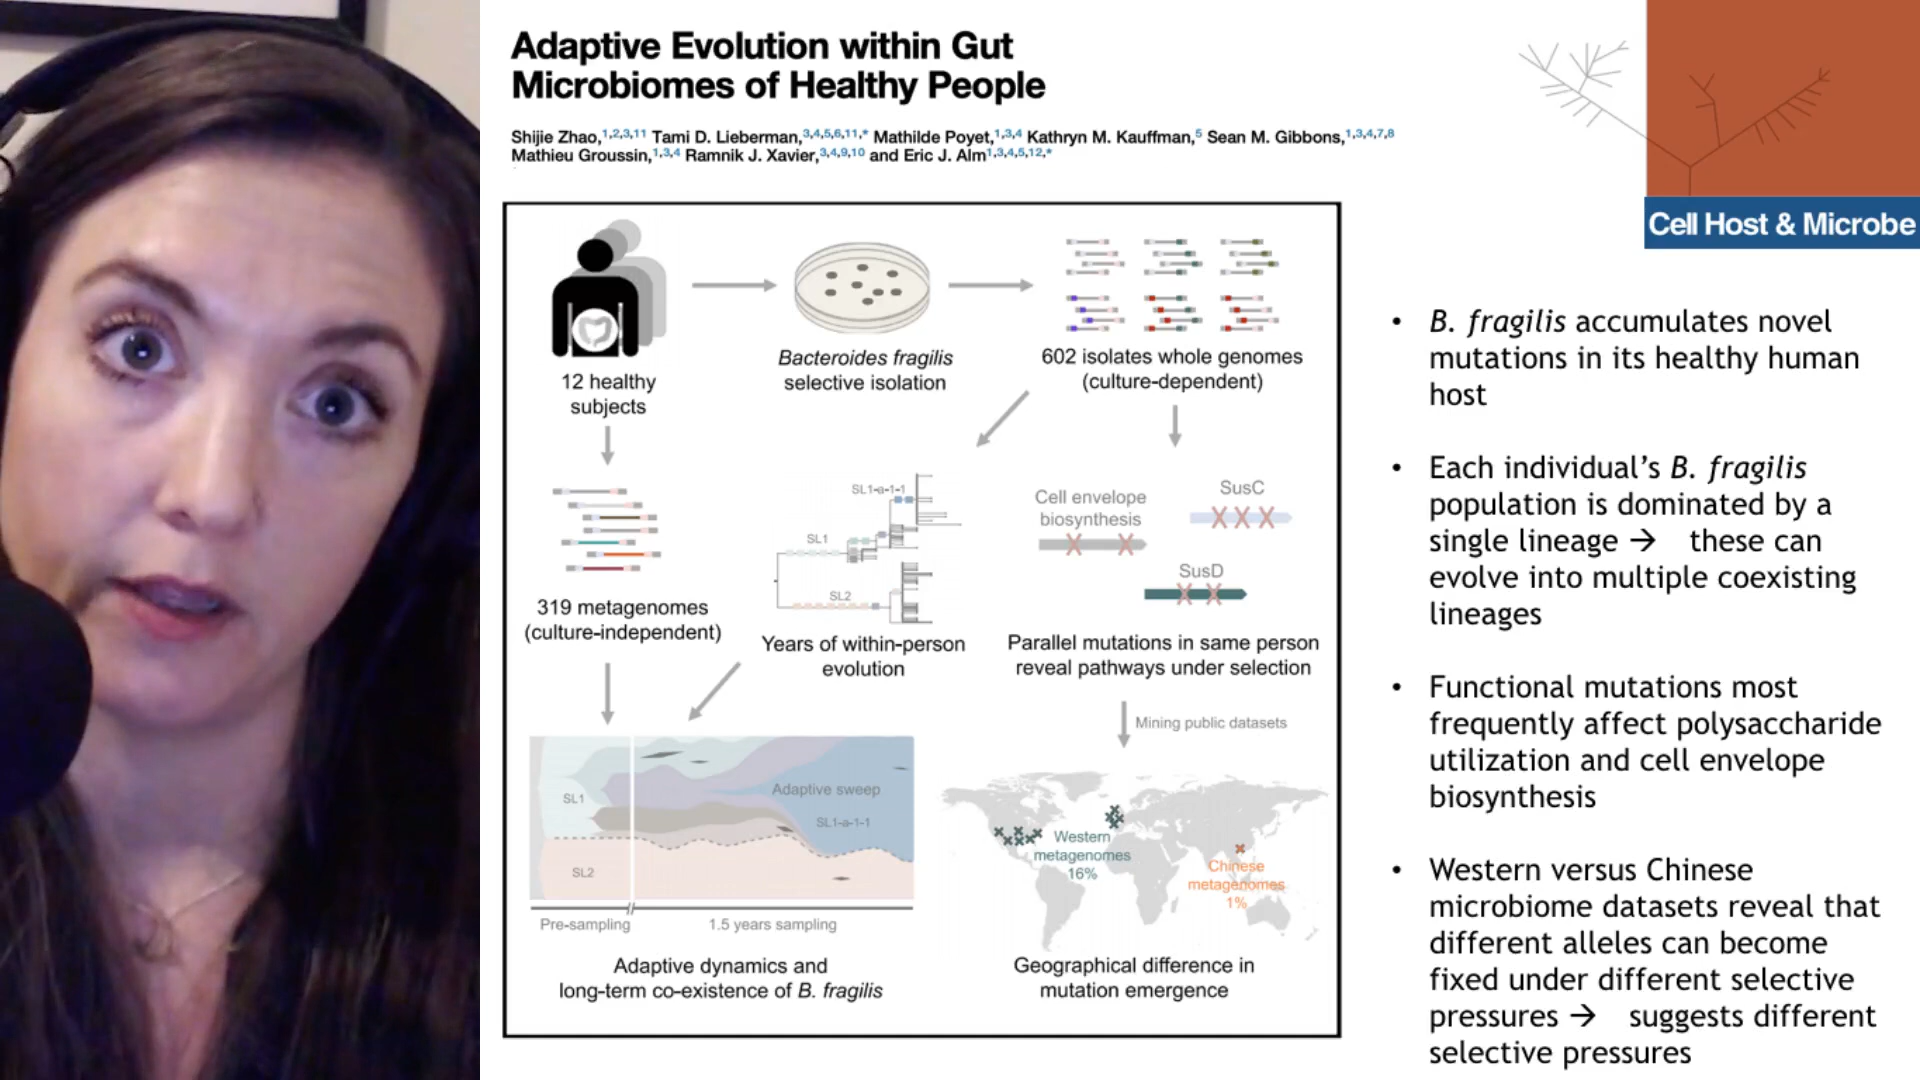 Adaptive Evolution within Gut
Microbiomes of Healthy People
Shijie Zhao,1,2,3,11 Tami D. Lieberman,3,4,5,6,11,* Mathilde Poyet,1,3,4 Kathryn M. Kauffman,5 Sean M. Gibbons,1,3,4,7,8
Mathieu Groussin,1,3,4 Ramnik J. Xavier,3,4,9,10 and Eric J. Alm1,3,4,5,12,*
Cell Host & Microbe
12 healthy
subjects
Bacteroides fragilis
selective isolation
602 isolates whole genomes
(culture-dependent)
319 metagenomes
(culture-independent)
SL1-a-1-1
SL1
SL2
Years of within-person
evolution
Cell envelope
biosynthesis
SusC
SusD
Parallel mutations in same person
reveal pathways under selection
Mining public datasets
SL1
Adaptive sweep
SL1-a-1-1
SL2
Pre-sampling
1.5 years sampling
Adaptive dynamics and
long-term co-existence of B. fragilis
Western
metagenomes
16%
Chinese
metagenomes
1%
Geographical difference in
mutation emergence
• B. fragilis accumulates novel
mutations in its healthy human
host
• Each individual’s B. fragilis
population is dominated by a
single lineage → these can
evolve into multiple coexisting
lineages
• Functional mutations most
frequently affect polysaccharide
utilization and cell envelope
biosynthesis
• Western versus Chinese
microbiome datasets reveal that
different alleles can become
fixed under different selective
pressures → suggests different
selective pressures